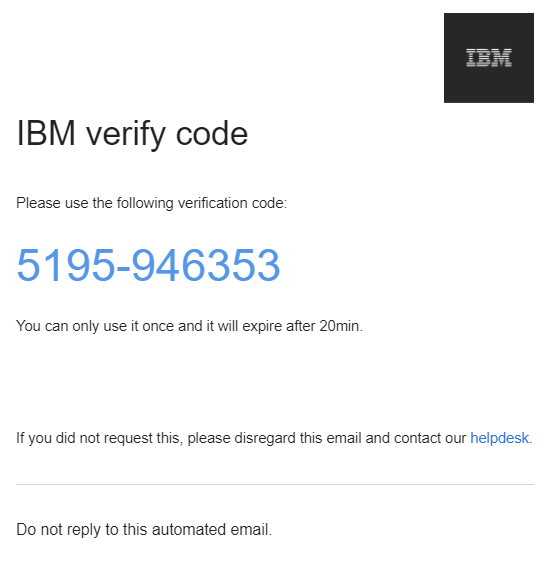 IBM
IBM verify code
Please use the following verification code:
5195-946353
You can only use it once and it will expire after 20min.
If you did not request this, please disregard this email and contact our helpdesk.
Do not reply to this automated email.